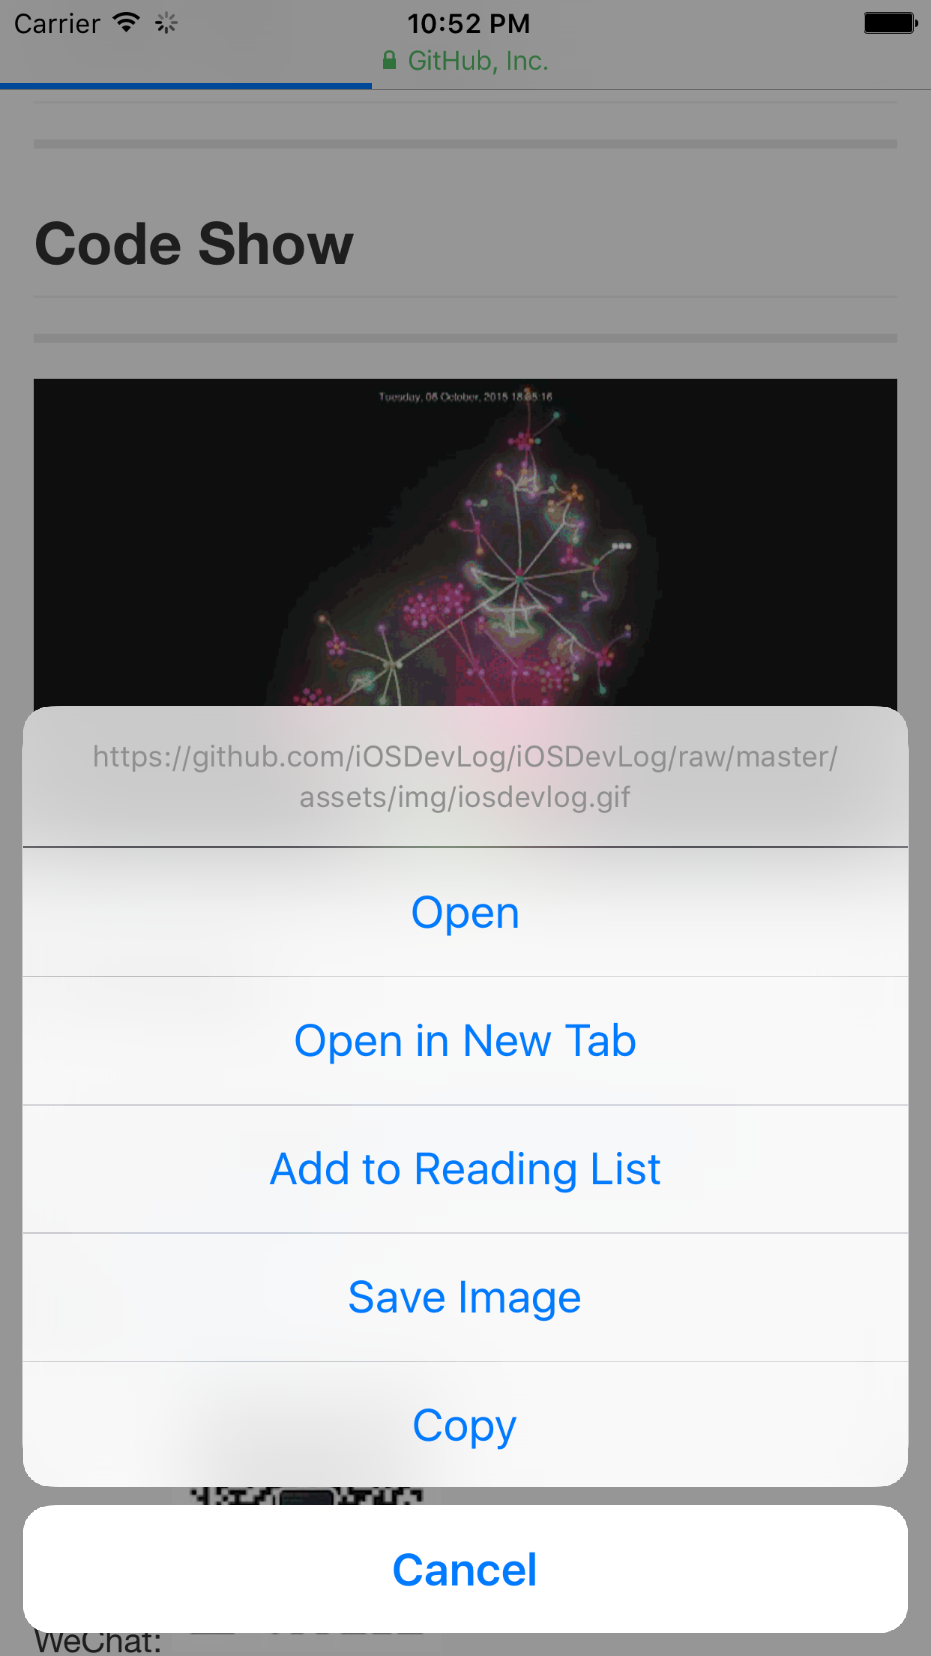 Carrier 10:52 PM
GitHub, Inc.
Code Show
Tuesday, 06 October, 2015 18:
https://github.com/iOSDevLog/iOSDevLog/raw/master/
assets/img/iosdevlog.gif
Open
Open in New Tab
Add to Reading List
Save Image
Copy
Cancel
WeChat: